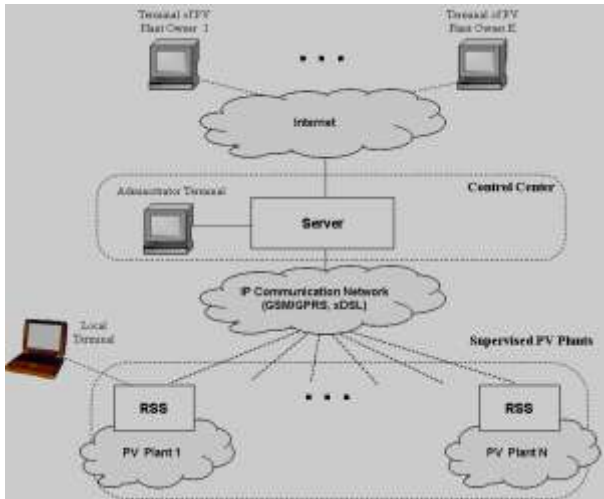 Terminal of PV
Plant Owner 1
Terminal of PV
Plant Owner K
Internet
Control Center
Administrator Terminal
Server
IP Communication Network
(GSM/GPRS, xDSL)
Local
Terminal
Supervised PV Plants
RSS
RSS
PV Plant 1
PV Plant N